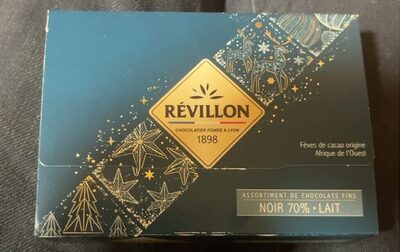 RÉVILLON
CHOCOLATIER FONDÉ À LYON
1898
Fèves de cacao origine
Afrique de l'Ouest
ASSORTIMENT DE CHOCOLATS FINS
NOIR 70% • LAIT